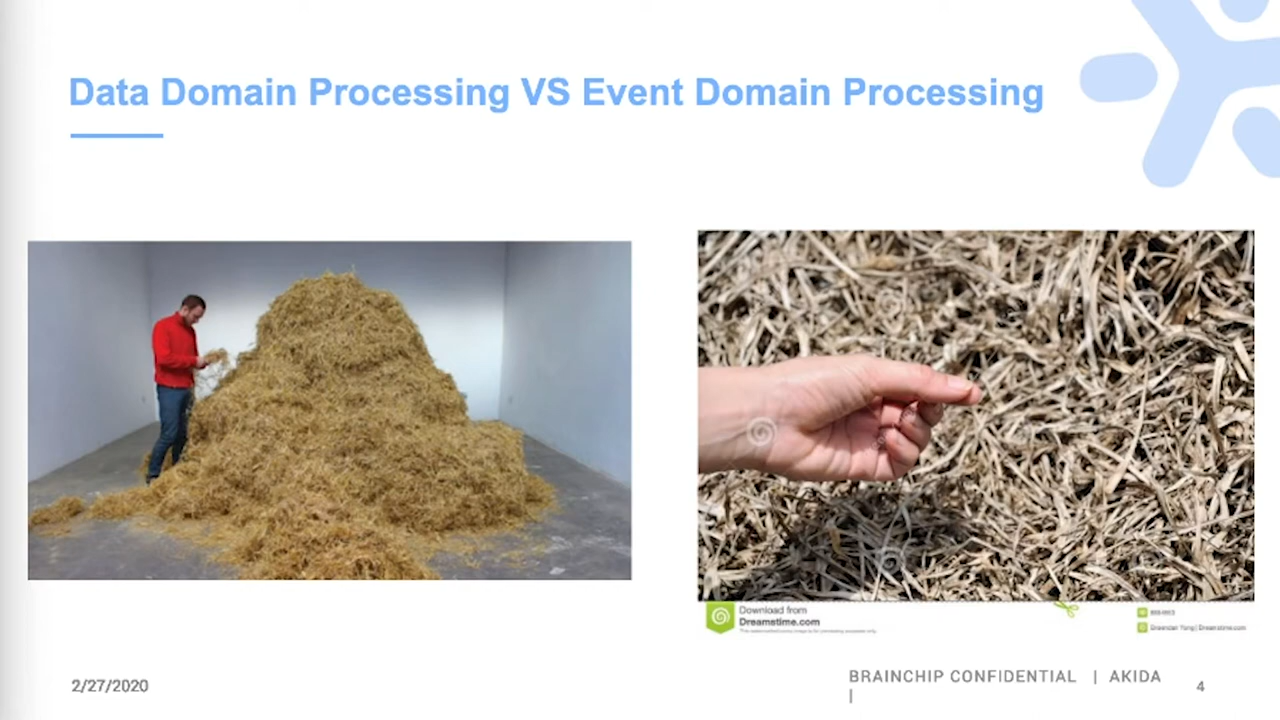 Data Domain Processing VS Event Domain Processing
Download from
Dreamstime.com
2/27/2020
BRAINCHIP CONFIDENTIAL | AKIDA
|
4